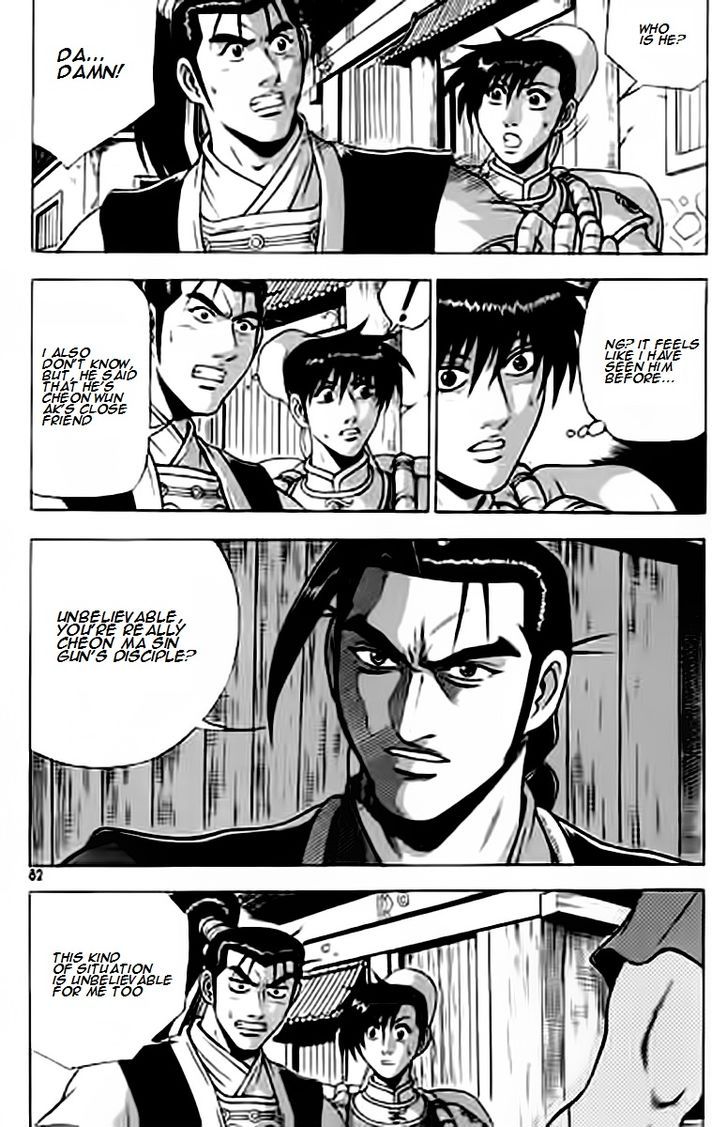 DA...
DAMN!
WHO
IS HE?
I ALSO
DON'T KNOW,
BUT, HE SAID
THAT HE'S
CHEON WUN
AK'S CLOSE
FRIEND
!
NG? IT FEELS
LIKE I HAVE
SEEN HIM
BEFORE...
UNBELIEVABLE,
YOU'RE REALLY
CHEON MA SIN
GUN'S DISCIPLE?
82
THIS KIND
OF SITUATION
IS UNBELIEVABLE
FOR ME TOO